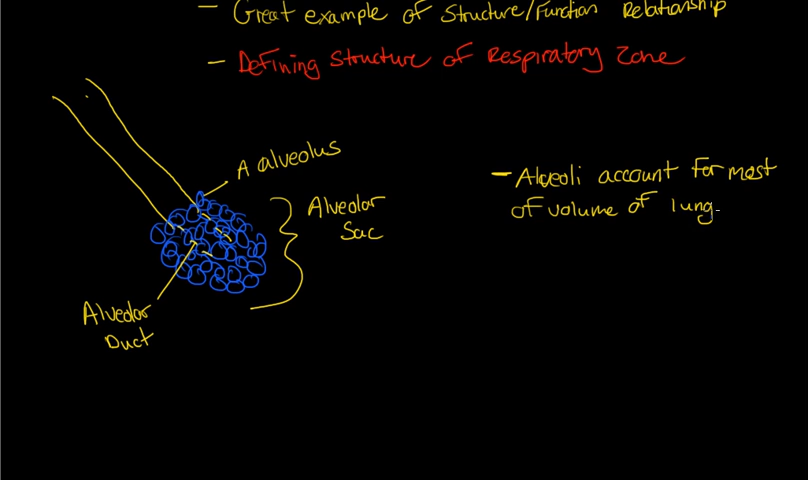 - Great example of Structure/Function Relationship
- Defining Structure of Respiratory Zone
A alveolus
Alveolar
Sac
- Alveoli account for most
of volume of lung-
Alveolar
Duct